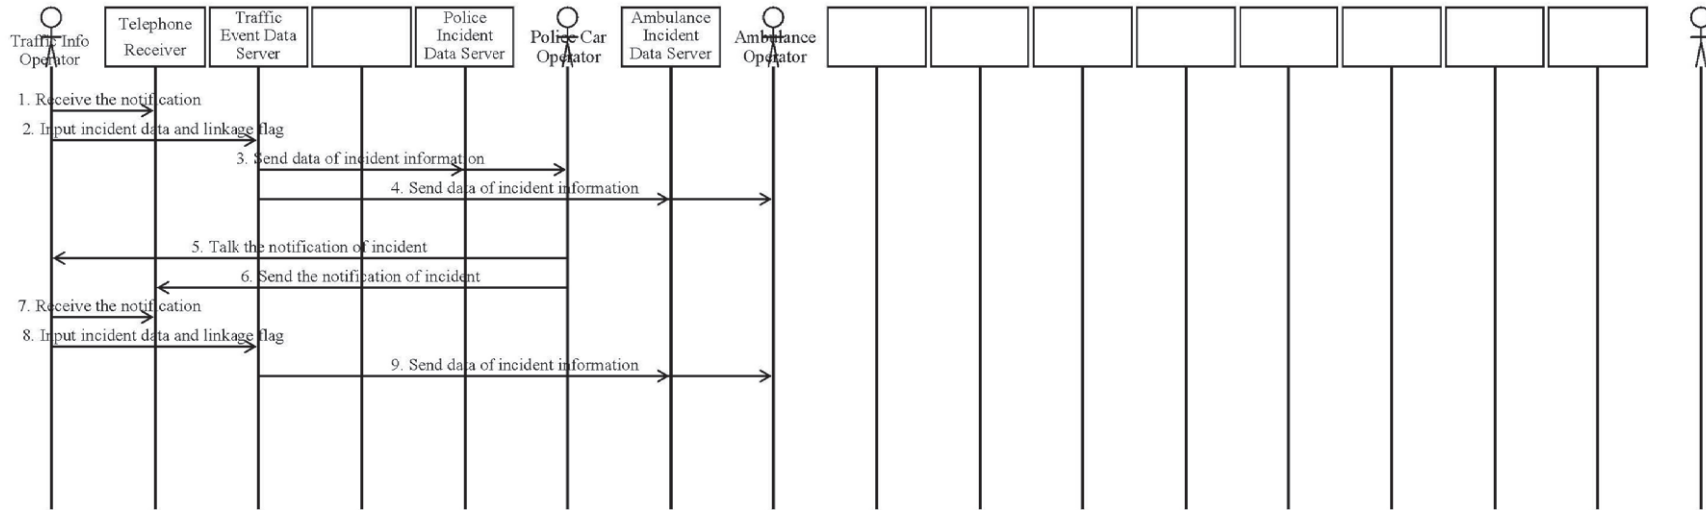 Traffic Info
Operator
Telephone
Receiver
Traffic
Event Data
Server
Police
Incident
Data Server
Police Car
Operator
Ambulance
Incident
Data Server
Ambulance
Operator
1. Receive the notification
2. Input incident data and linkage flag
3. Send data of incident information
4. Send data of incident information
5. Talk the notification of incident
6. Send the notification of incident
7. Receive the notification
8. Input incident data and linkage flag
9. Send data of incident information